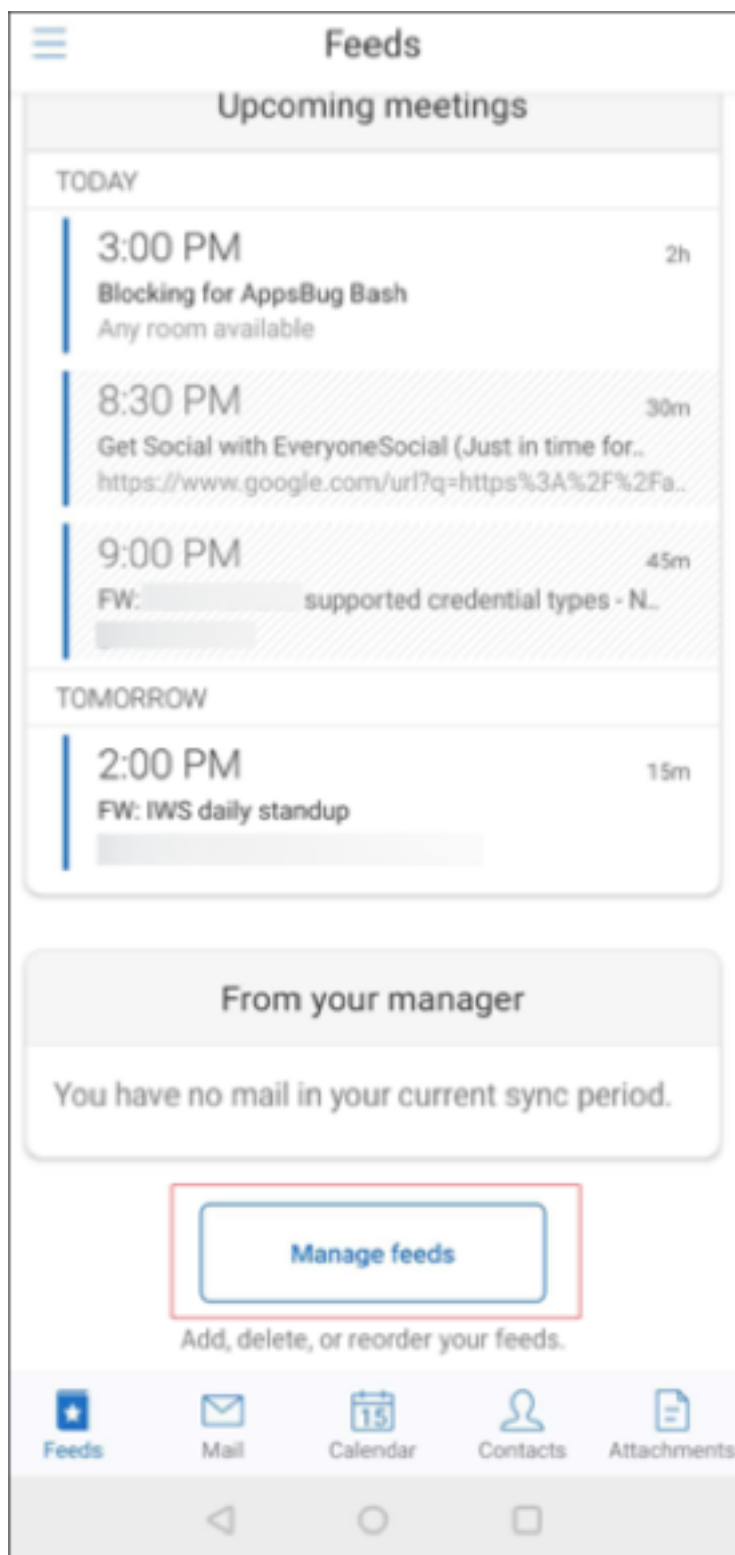 Feeds
Upcoming meetings
TODAY
3:00 PM 2h
Blocking for AppsBug Bash
Any room available
8:30 PM 30m
Get Social with EveryoneSocial (Just in time for..
https://www.google.com/url?q=https%3A%2F%2Fa..
9:00 PM 45m
FW: supported credential types - N..
TOMORROW
2:00 PM 15m
FW: IWS daily standup
From your manager
You have no mail in your current sync period.
Manage feeds
Add, delete, or reorder your feeds.
15
Feeds Mail Calendar Contacts Attachments